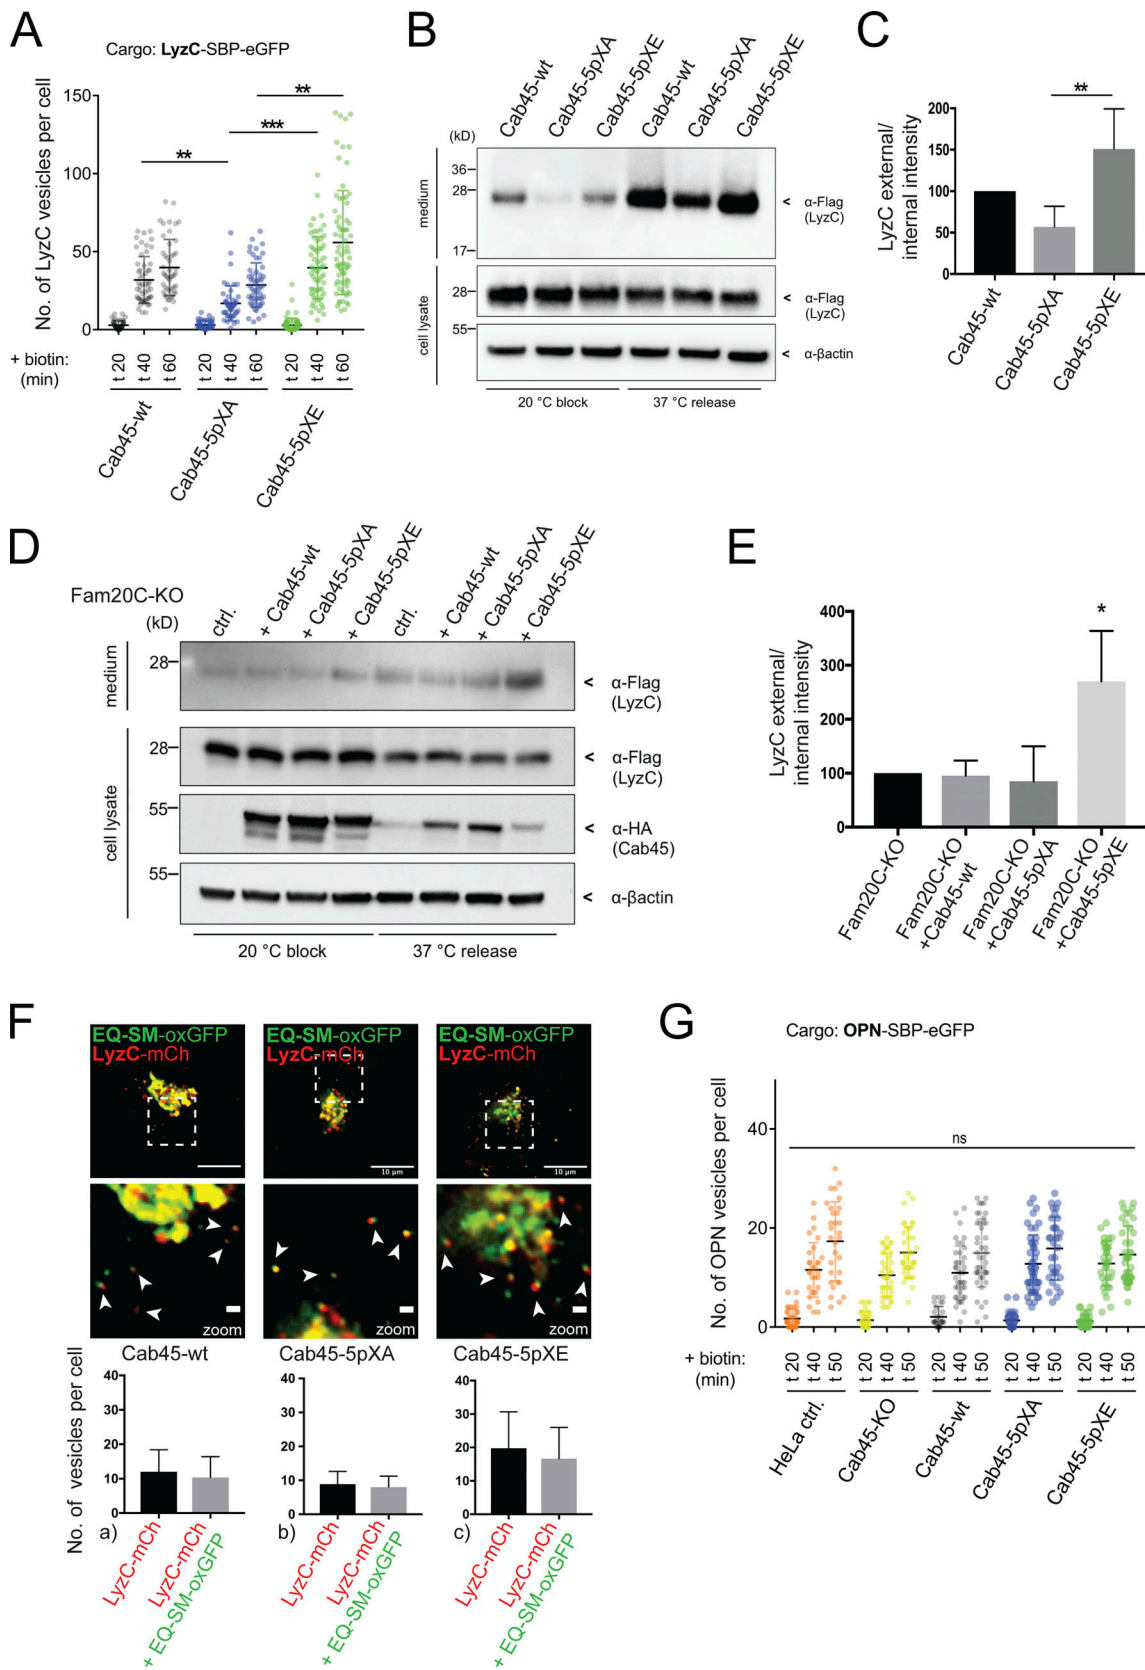 A
Cargo: LyzC-SBP-eGFP
No. of LyzC vesicles per cell
150
100
50
0
**
***
**
+ biotin:
(min)
t 20
t 40
t 60
t 20
t 40
t 60
t 20
t 40
t 60
Cab45-wt
Cab45-5pXA
Cab45-5pXE
B
Cab45-wt
Cab45-5pXA
Cab45-5pXE
Cab45-wt
Cab45-5pXA
Cab45-5pXE
(kD)
36
28
17
28
55
medium
cell lysate
< α-Flag
(LyzC)
< α-Flag
(LyzC)
< α-βactin
20 °C block
37 °C release
C
LyzC external/
internal intensity
200
150
100
50
0
**
Cab45-wt
Cab45-5pXA
Cab45-5pXE
D
Fam20C-KO
(kD)
ctrl.
+ Cab45-wt
+ Cab45-5pXA
+ Cab45-5pXE
ctrl.
+ Cab45-wt
+ Cab45-5pXA
+ Cab45-5pXE
28
28
55
55
medium
cell lysate
< α-Flag
(LyzC)
< α-Flag
(LyzC)
< α-HA
(Cab45)
< α-βactin
20 °C block
37 °C release
E
LyzC external/
internal intensity
400
300
200
100
0
*
Fam20C-KO
Fam20C-KO
+Cab45-wt
Fam20C-KO
+Cab45-5pXA
Fam20C-KO
+Cab45-5pXE
F
EQ-SM-oxGFP
LyzC-mCh
EQ-SM-oxGFP
LyzC-mCh
10 µm
EQ-SM-oxGFP
LyzC-mCh
10 µm
zoom
zoom
zoom
Cab45-wt
Cab45-5pXA
Cab45-5pXE
No. of vesicles per cell
40
30
20
10
0
40
30
20
10
0
40
30
20
10
0
a)
LyzC-mCh
LyzC-mCh
+ EQ-SM-oxGFP
b)
LyzC-mCh
LyzC-mCh
+ EQ-SM-oxGFP
c)
LyzC-mCh
LyzC-mCh
+ EQ-SM-oxGFP
G
Cargo: OPN-SBP-eGFP
No. of OPN vesicles per cell
40
20
0
ns
+ biotin:
(min)
t 20
t 40
t 50
t 20
t 40
t 50
t 20
t 40
t 50
t 20
t 40
t 50
t 20
t 40
t 50
HeLa ctrl.
Cab45-KO
Cab45-wt
Cab45-5pXA
Cab45-5pXE